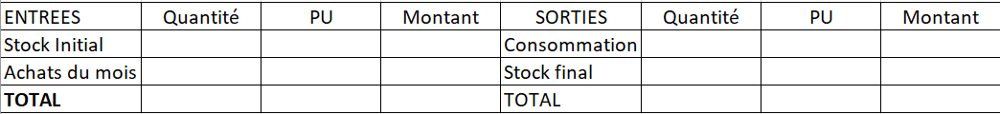 ENTREES Quantité PU Montant SORTIES Quantité PU Montant
Stock Initial Consommation
Achats du mois Stock final
TOTAL TOTAL